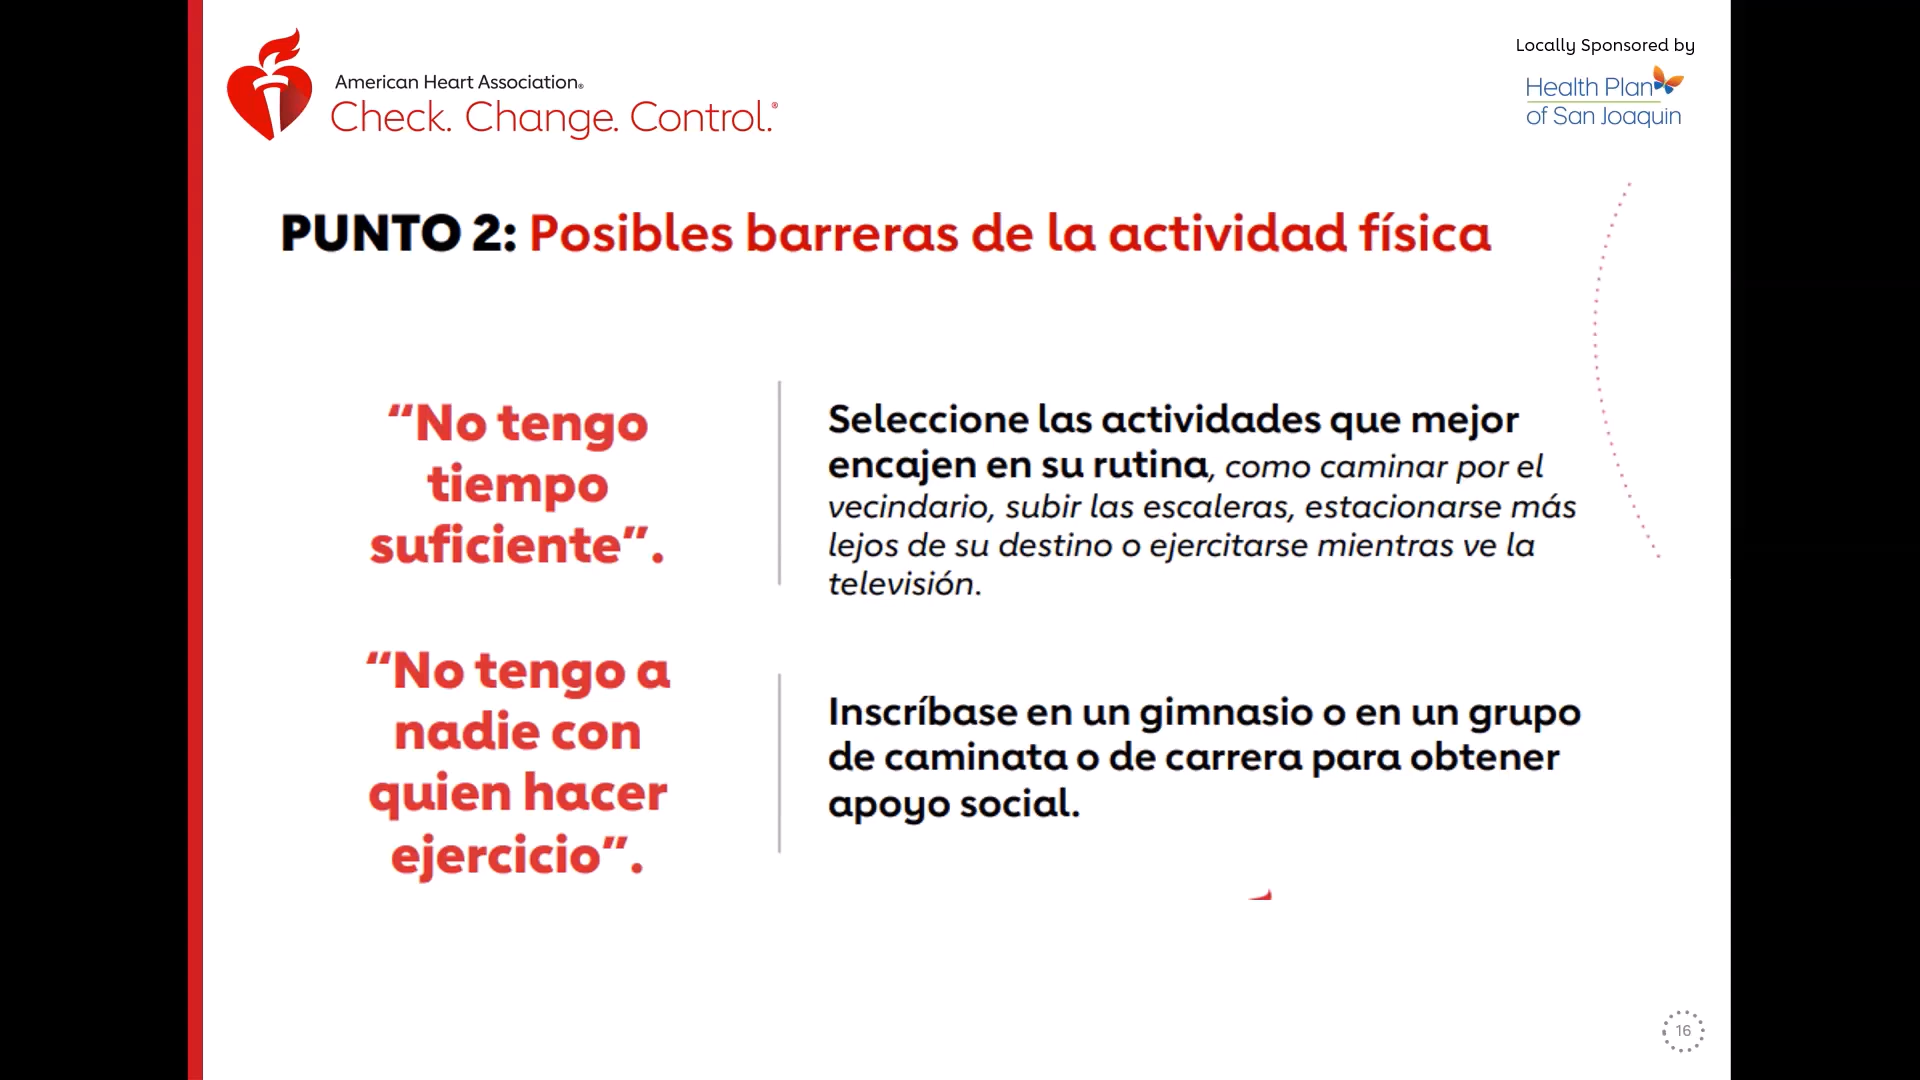 Locally Sponsored by
Health Plan
of San Joaquin
American Heart Association®
Check. Change. Control.®
PUNTO 2: Posibles barreras de la actividad física
“No tengo
tiempo
suficiente”.
Seleccione las actividades que mejor
encajen en su rutina, como caminar por el
vecindario, subir las escaleras, estacionarse más
lejos de su destino o ejercitarse mientras ve la
televisión.
“No tengo a
nadie con
quien hacer
ejercicio”.
Inscríbase en un gimnasio o en un grupo
de caminata o de carrera para obtener
apoyo social.
16